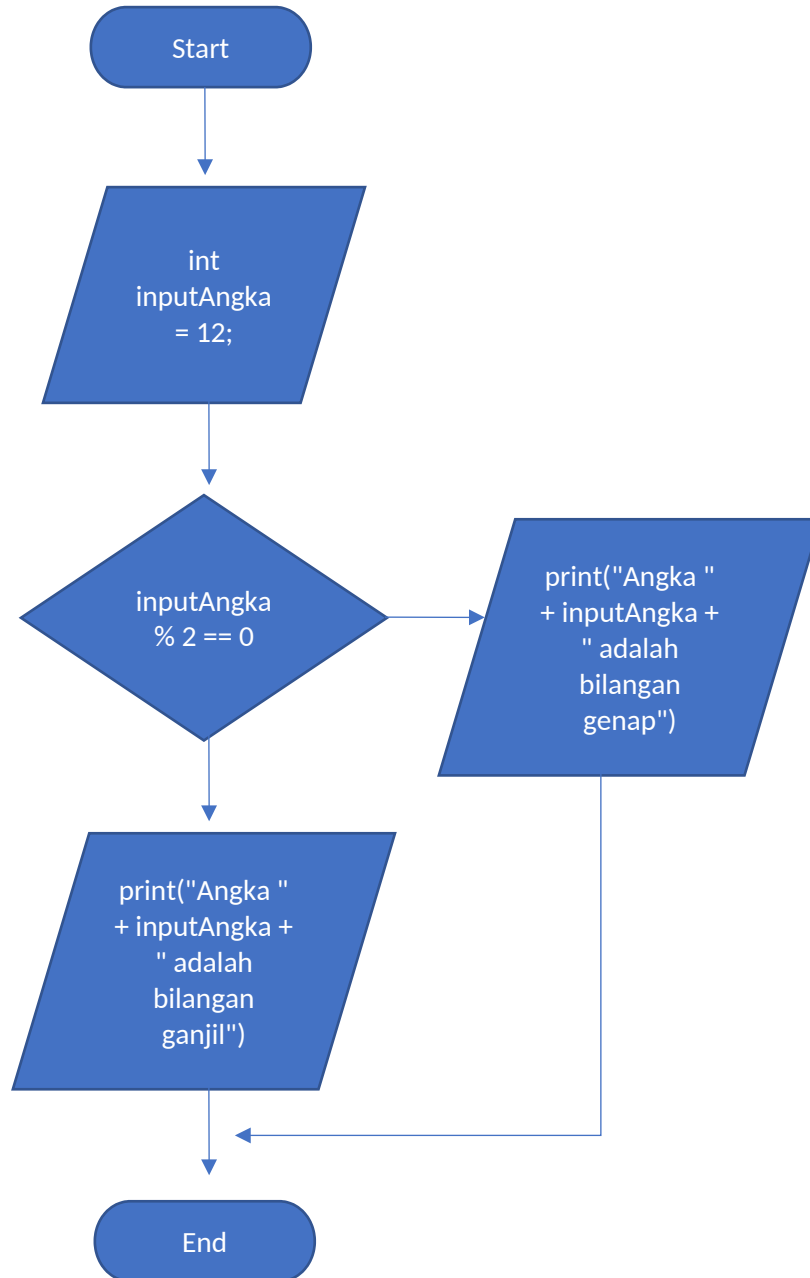 Start
int
inputAngka
= 12;
inputAngka
% 2 == 0
print("Angka "
+ inputAngka +
" adalah
bilangan
genap")
print("Angka "
+ inputAngka +
" adalah
bilangan
ganjil")
End